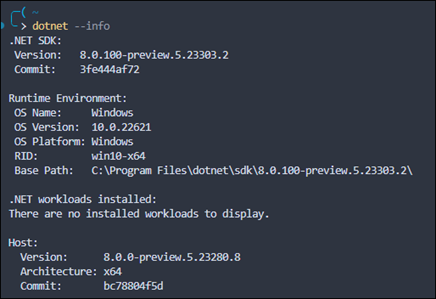 ~
> dotnet --info
.NET SDK:
Version: 8.0.100-preview.5.23303.2
Commit: 3fe444af72
Runtime Environment:
OS Name: Windows
OS Version: 10.0.22621
OS Platform: Windows
RID: win10-x64
Base Path: C:\Program Files\dotnet\sdk\8.0.100-preview.5.23303.2\
.NET workloads installed:
There are no installed workloads to display.
Host:
Version: 8.0.0-preview.5.23280.8
Architecture: x64
Commit: bc78804f5d